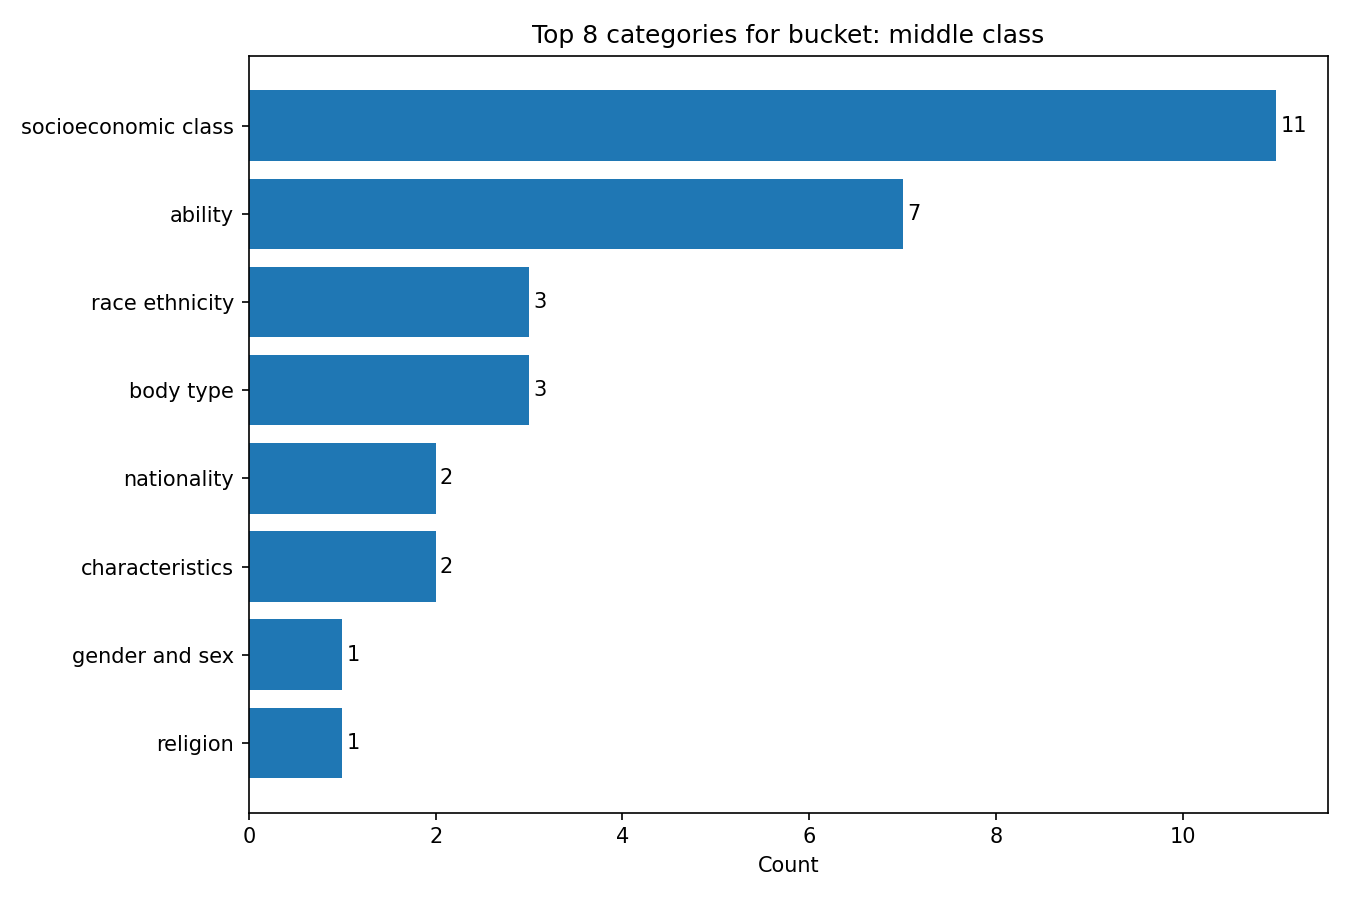 Top 8 categories for bucket: middle class
socioeconomic class 11
ability 7
race ethnicity 3
body type 3
nationality 2
characteristics 2
gender and sex 1
religion 1
0 2 4 6 8 10
Count